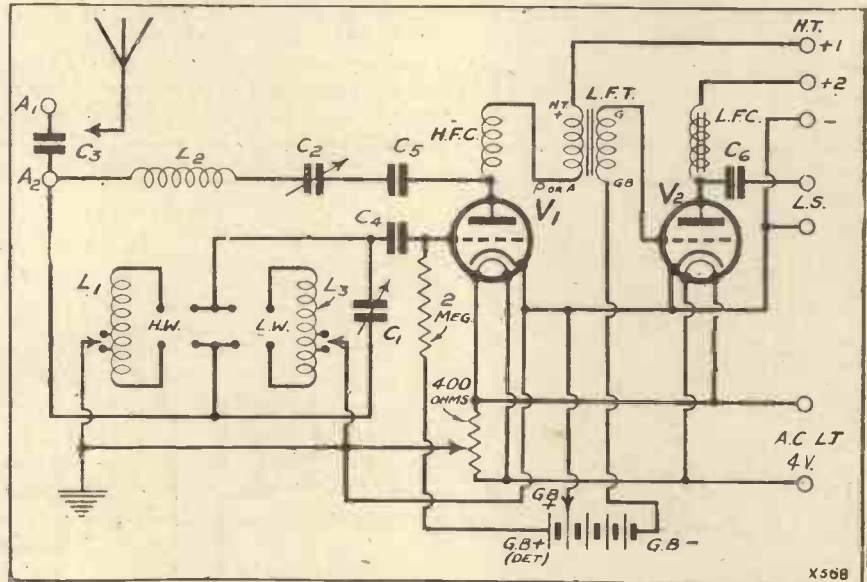 H.T.
+1
+2
-
L.S.
A1
C3
A2
L2
C2
C5
H.F.C.
H.T.
+
L.F.T.
G
P OR A
GB
L.F.C.
C6
V1
V2
C4
L1
H.W.
L.W.
L3
C1
2
MEG.
400
OHMS
A.C L.T
4V.
G.B
+
G.B+
(DET)
G.B-
X568